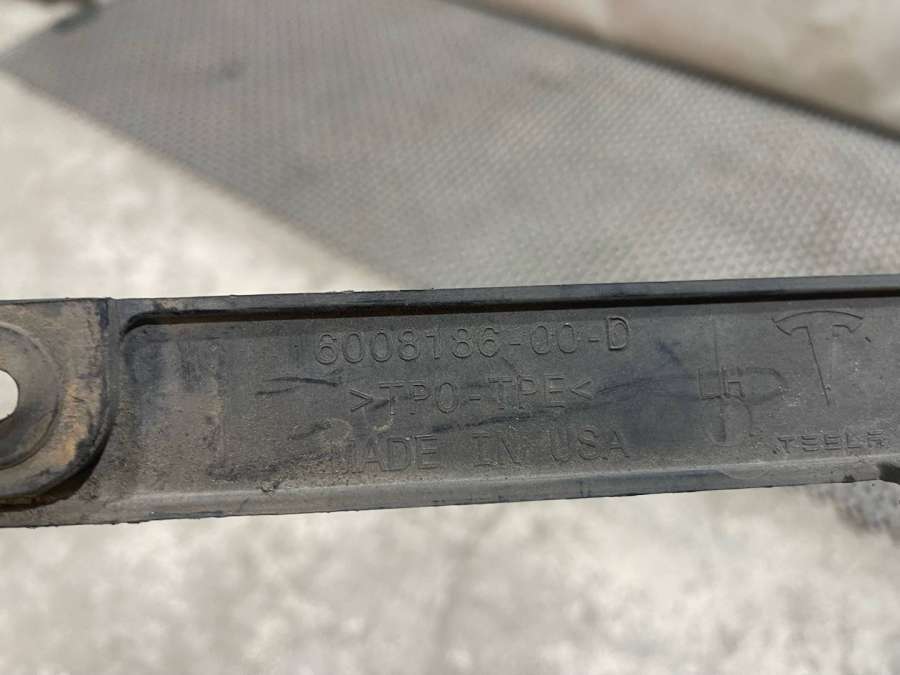 6008186-00-D
>TPO-TPE<
MADE IN USA
LH
TESLA